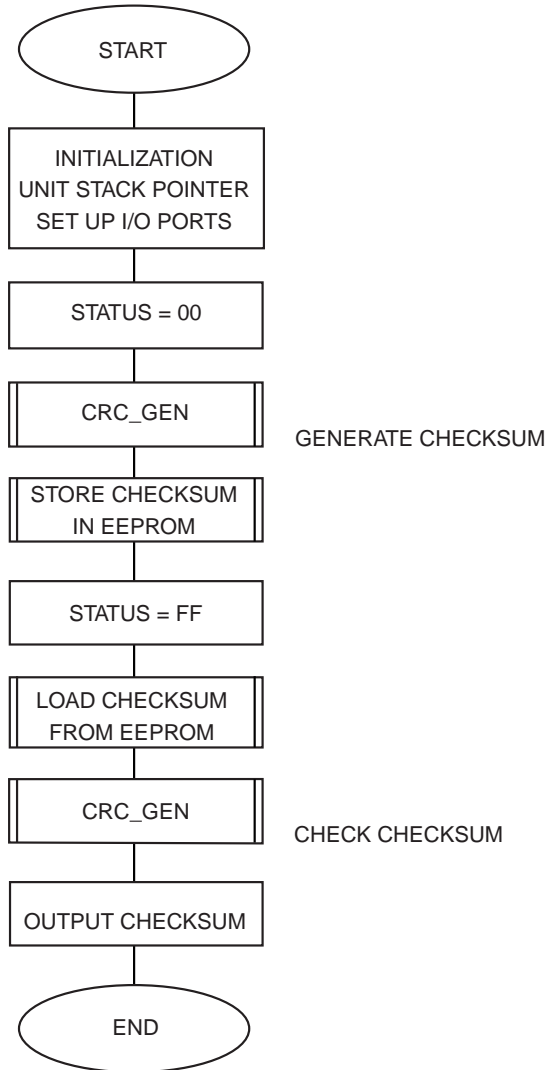 START
INITIALIZATION
UNIT STACK POINTER
SET UP I/O PORTS
STATUS = 00
CRC_GEN
GENERATE CHECKSUM
STORE CHECKSUM
IN EEPROM
STATUS = FF
LOAD CHECKSUM
FROM EEPROM
CRC_GEN
CHECK CHECKSUM
OUTPUT CHECKSUM
END